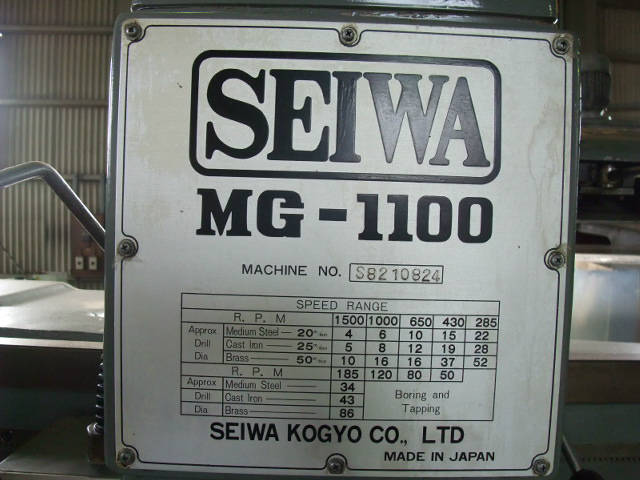 SEIWA
MG-1100
MACHINE NO. S8210824
SPEED RANGE
R. P. M 1500 1000 650 430 285
Approx Medium Steel — 20 4 6 10 15 22
Drill Cast Iron — 25 5 8 12 19 28
Dia Brass — 50 10 16 16 37 52
R. P. M 185 120 80 50
Approx Medium Steel 34
Drill Cast Iron 43 Boring and
Dia Brass 86 Tapping
SEIWA KOGYO CO., LTD
MADE IN JAPAN